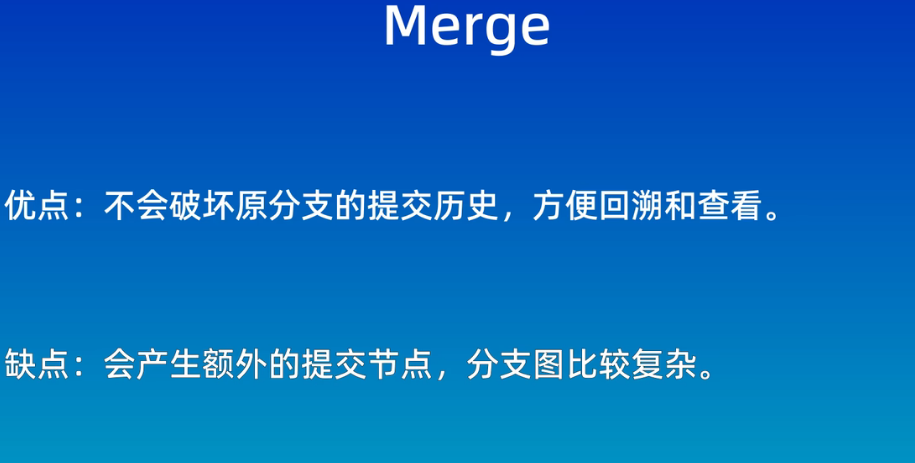 Merge
优点：不会破坏原分支的提交历史，方便回溯和查看。
缺点：会产生额外的提交节点，分支图比较复杂。